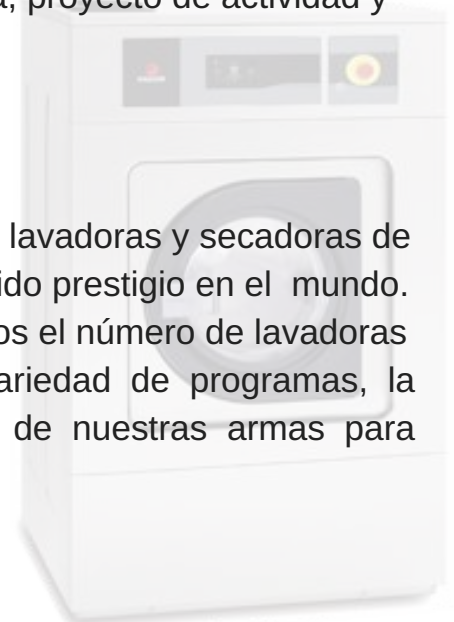 proyecto de actividad y
lavadoras y secadoras de
ido prestigio en el mundo.
os el número de lavadoras
ariedad de programas, la
de nuestras armas para